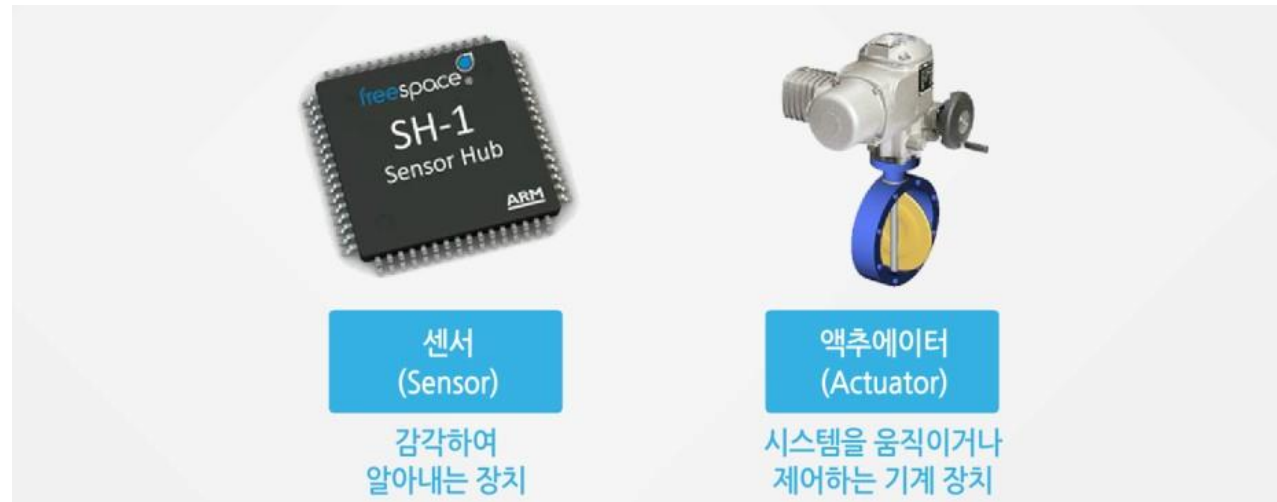 freespace
SH-1
Sensor Hub
ARM
센서
(Sensor)
감각하여
알아내는 장치
액추에이터
(Actuator)
시스템을 움직이거나
제어하는 기계 장치